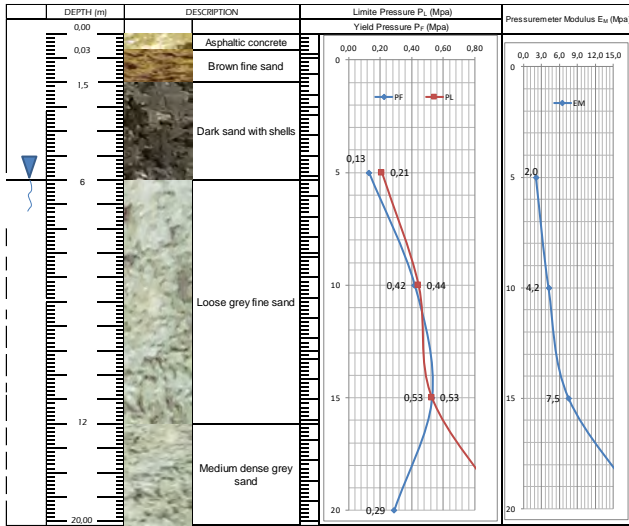 DEPTH (m)
DESCRIPTION
Limite Pressure PL (Mpa)
Yield Pressure PF (Mpa)
Pressuremeter Modulus EM (Mpa)
0,00
0,03
1,5
6
12
20,00
Asphaltic concrete
Brown fine sand
Dark sand with shells
Loose grey fine sand
Medium dense grey
sand
0,00 0,20 0,40 0,60 0,80
0
5
10
15
20
PF PL
0,13 0,21
0,42 0,44
0,53 0,53
0,29
0,0 3,0 6,0 9,0 12,0 15,0
0
5
10
15
20
EM
2,0
4,2
7,5